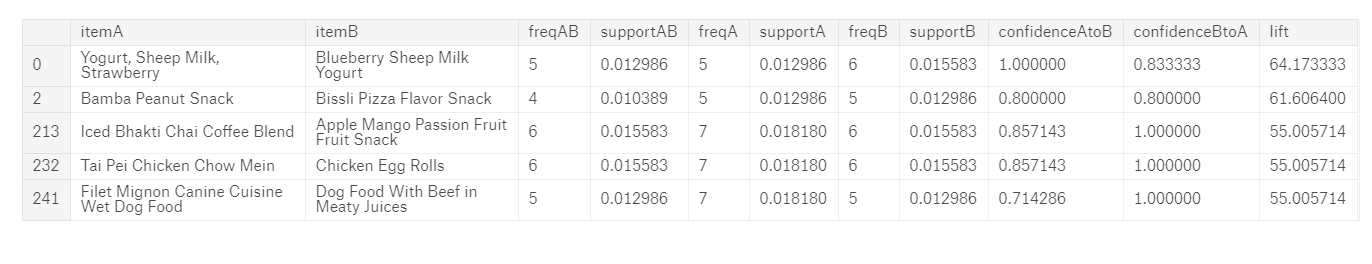 itemA itemB freqAB supportAB freqA supportA freqB supportB confidenceAtoB confidenceBtoA lift
0 Yogurt, Sheep Milk, Strawberry Blueberry Sheep Milk Yogurt 5 0.012986 5 0.012986 6 0.015583 1.000000 0.833333 64.173333
2 Bamba Peanut Snack Bissli Pizza Flavor Snack 4 0.010389 5 0.012986 5 0.012986 0.800000 0.800000 61.606400
213 Iced Bhakti Chai Coffee Blend Apple Mango Passion Fruit Fruit Snack 6 0.015583 7 0.018180 6 0.015583 0.857143 1.000000 55.005714
232 Tai Pei Chicken Chow Mein Chicken Egg Rolls 6 0.015583 7 0.018180 6 0.015583 0.857143 1.000000 55.005714
241 Filet Mignon Canine Cuisine Wet Dog Food Dog Food With Beef in Meaty Juices 5 0.012986 7 0.018180 5 0.012986 0.714286 1.000000 55.005714